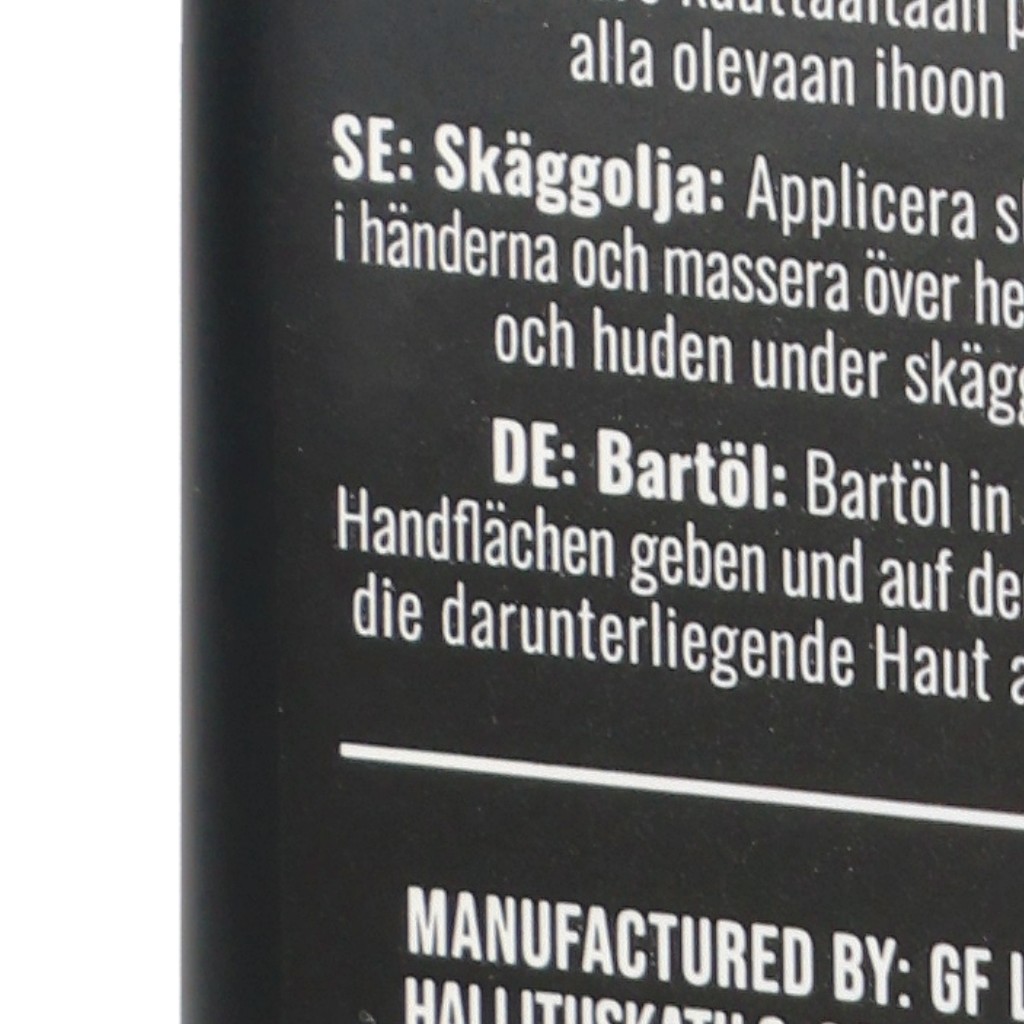 alla olevaan ihoon
SE: Skäggolja: Applicera
i händerna och massera över
och huden under
DE: Bartöl: Bartöl in
Handflächen geben und auf
die darunterliegende Haut
MANUFACTURED BY: GF